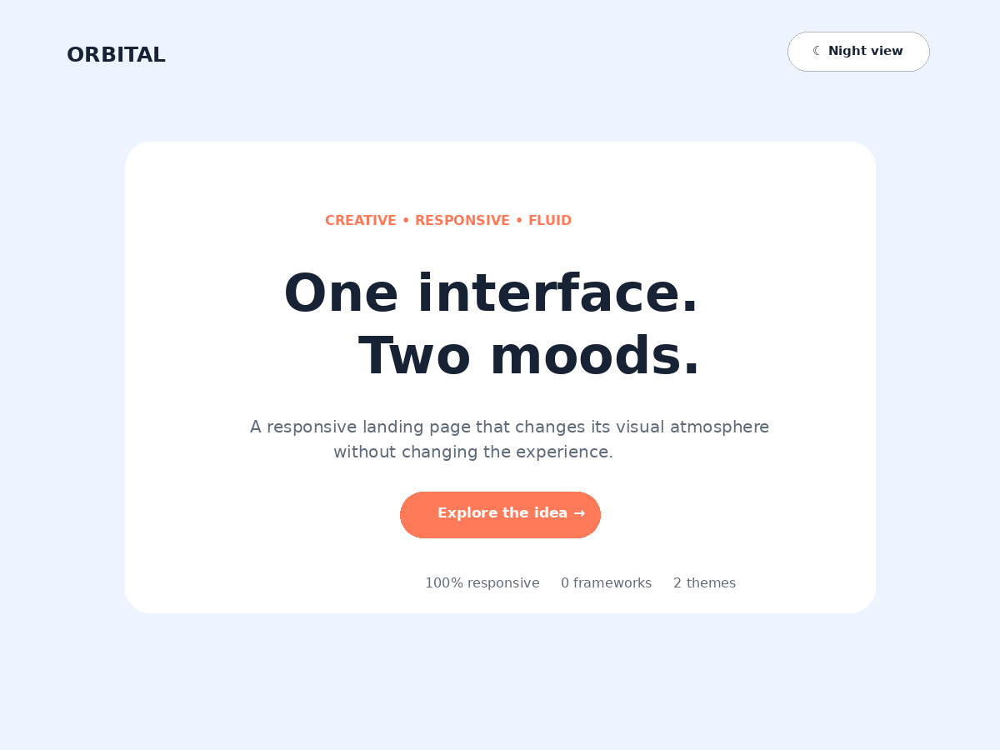 ORBITAL
☾ Night view
CREATIVE • RESPONSIVE • FLUID
One interface.
Two moods.
A responsive landing page that changes its visual atmosphere
without changing the experience.
Explore the idea →
100% responsive 0 frameworks 2 themes